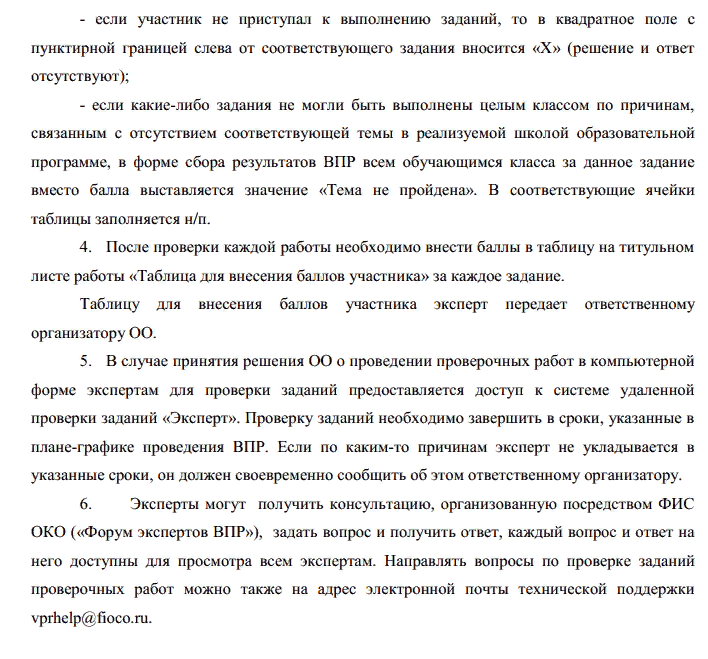 - если участник не приступал к выполнению заданий, то в квадратное поле с
пунктирной границей слева от соответствующего задания вносится «X» (решение и ответ
отсутствуют);
- если какие-либо задания не могли быть выполнены целым классом по причинам,
связанным с отсутствием соответствующей темы в реализуемой школой образовательной
программе, в форме сбора результатов ВПР всем обучающимся класса за данное задание
вместо балла выставляется значение «Тема не пройдена». В соответствующие ячейки
таблицы заполняется н/п.
4. После проверки каждой работы необходимо внести баллы в таблицу на титульном
листе работы «Таблица для внесения баллов участника» за каждое задание.
Таблицу для внесения баллов участника эксперт передает ответственному
организатору ОО.
5. В случае принятия решения ОО о проведении проверочных работ в компьютерной
форме экспертам для проверки заданий предоставляется доступ к системе удаленной
проверки заданий «Эксперт». Проверку заданий необходимо завершить в сроки, указанные в
плане-графике проведения ВПР. Если по каким-то причинам эксперт не укладывается в
указанные сроки, он должен своевременно сообщить об этом ответственному организатору.
6. Эксперты могут получить консультацию, организованную посредством ФИС
ОКО («Форум экспертов ВПР»), задать вопрос и получить ответ, каждый вопрос и ответ на
него доступны для просмотра всем экспертам. Направлять вопросы по проверке заданий
проверочных работ можно также на адрес электронной почты технической поддержки
vprhelp@fioco.ru.